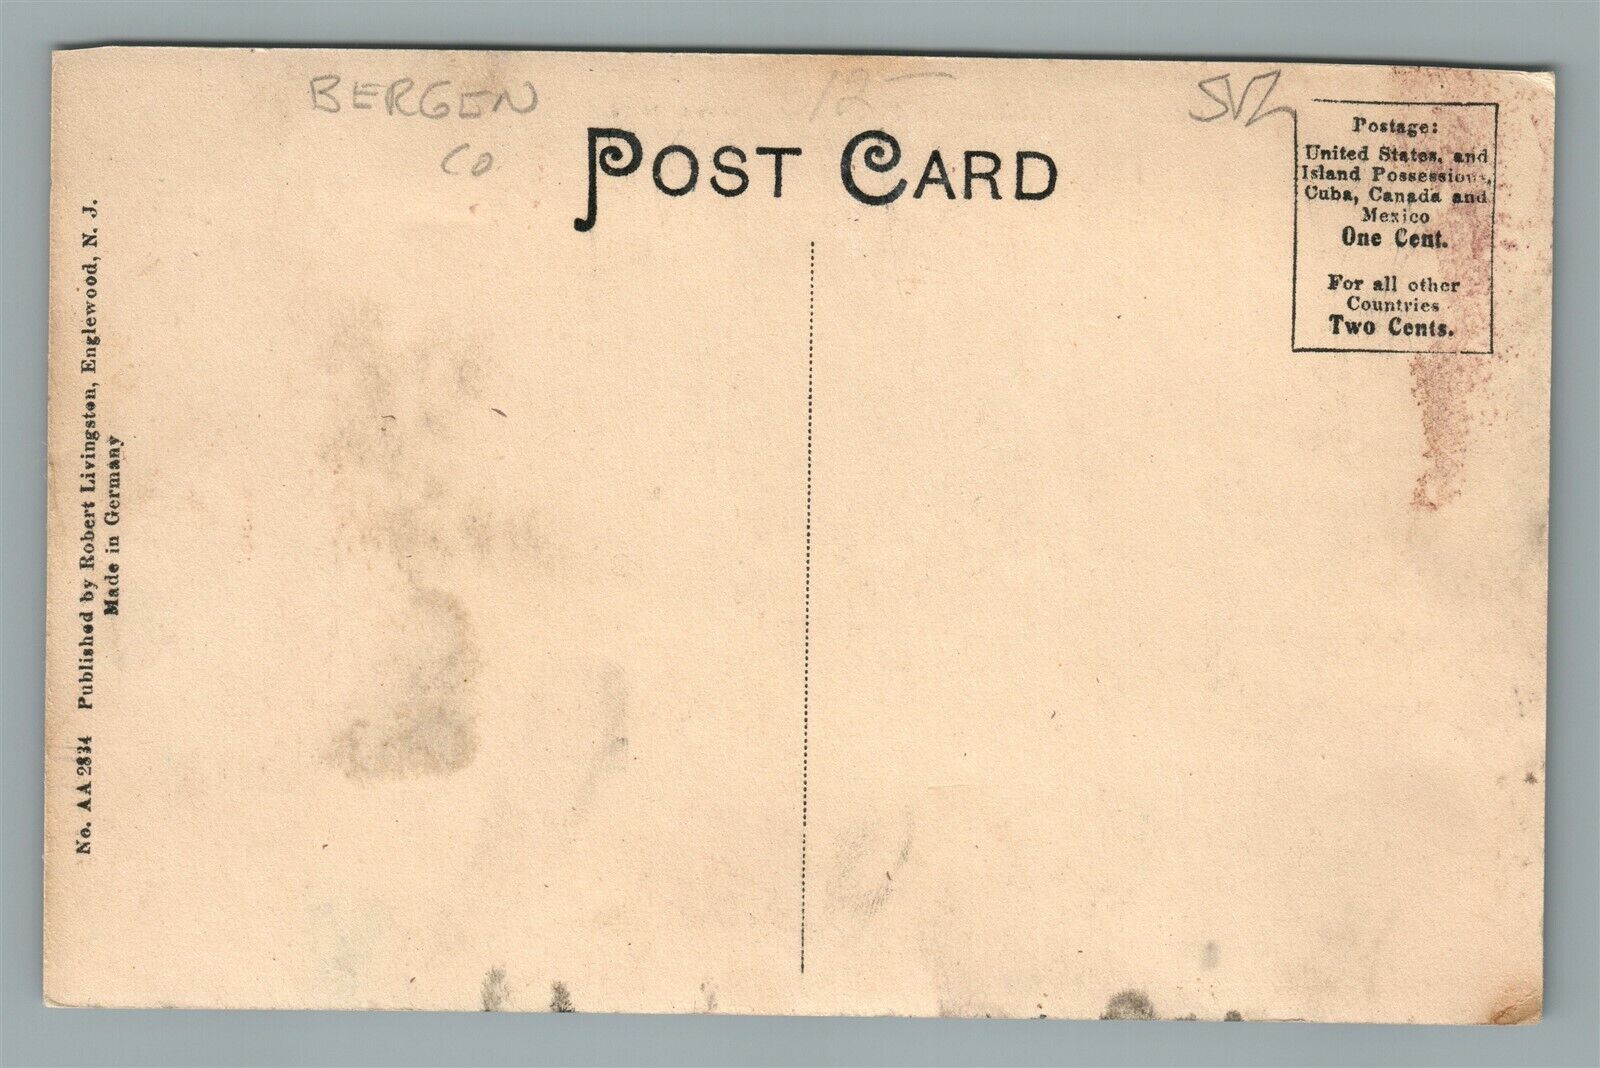 BERGEN
CO
12
POST CARD
Postage:
United States, and
Island Possessions,
Cuba, Canada and
Mexico
One Cent.
For all other
Countries
Two Cents.
No. AA 2834 Published by Robert Livingston, Englewood, N. J.
Made in Germany